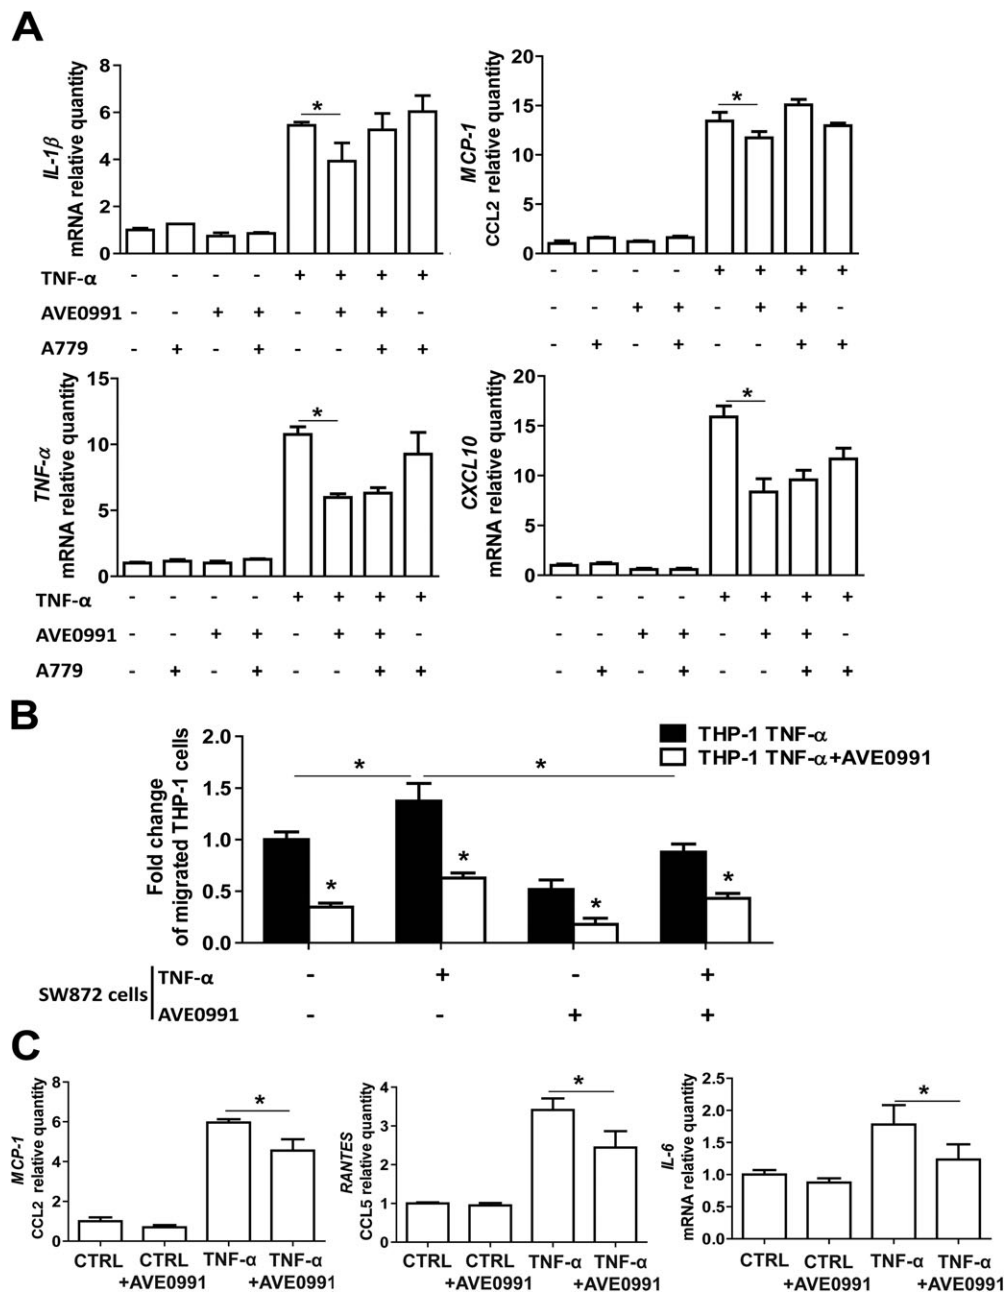 A
IL-1β
mRNA relative quantity
8
6
4
2
0
*
TNF-α - - - - + + + +
AVE0991 - - + + - + + -
A779 - + - + - - + +
MCP-1
CCL2 relative quantity
20
15
10
5
0
*
- - - - + + + +
- - + + - + + -
- + - + - - + +
TNF-α
mRNA relative quantity
15
10
5
0
*
TNF-α - - - - + + + +
AVE0991 - - + + - + + -
A779 - + - + - - + +
CXCL10
mRNA relative quantity
20
15
10
5
0
*
- - - - + + + +
- - + + - + + -
- + - + - - + +
B
Fold change
of migrated THP-1 cells
2.0
1.5
1.0
0.5
0.0
THP-1 TNF-α
THP-1 TNF-α+AVE0991
* *
* * * *
SW872 cells
TNF-α - + - +
AVE0991 - - + +
C
MCP-1
CCL2 relative quantity
8
6
4
2
0
*
CTRL CTRL TNF-α TNF-α
+AVE0991 +AVE0991
RANTES
CCL5 relative quantity
4
3
2
1
0
*
CTRL CTRL TNF-α TNF-α
+AVE0991 +AVE0991
IL-6
mRNA relative quantity
2.5
2.0
1.5
1.0
0.5
0.0
*
CTRL CTRL TNF-α TNF-α
+AVE0991 +AVE0991